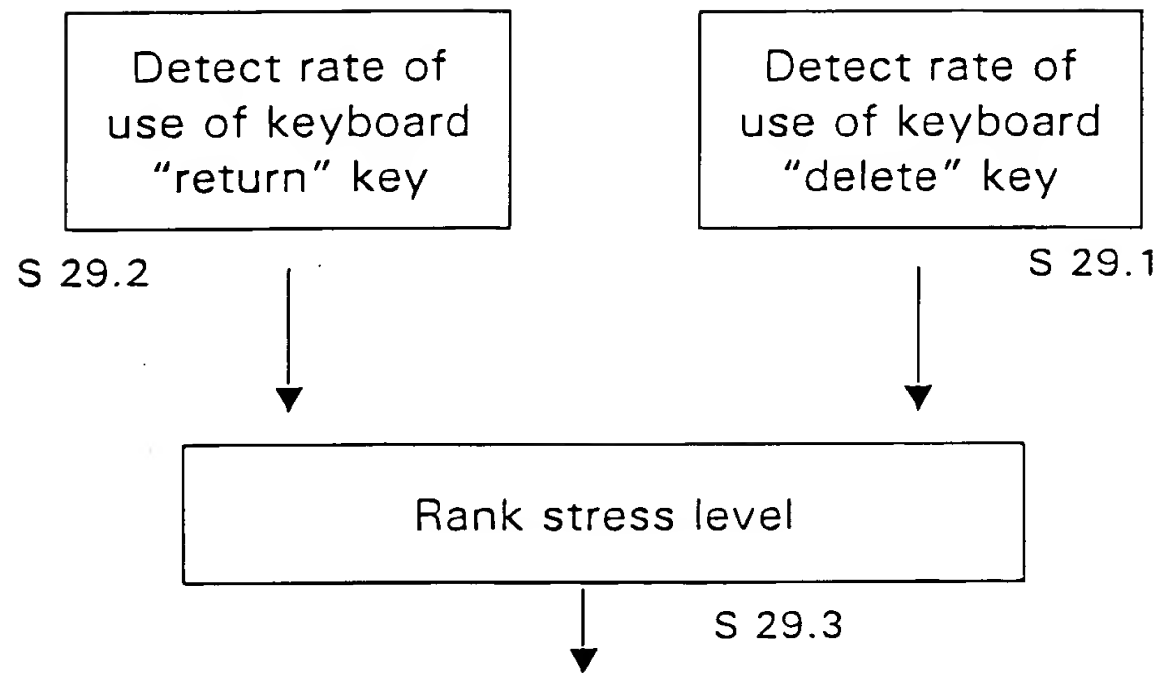 Detect rate of
use of keyboard
“return” key
S 29.2
Detect rate of
use of keyboard
“delete” key
S 29.1
Rank stress level
S 29.3